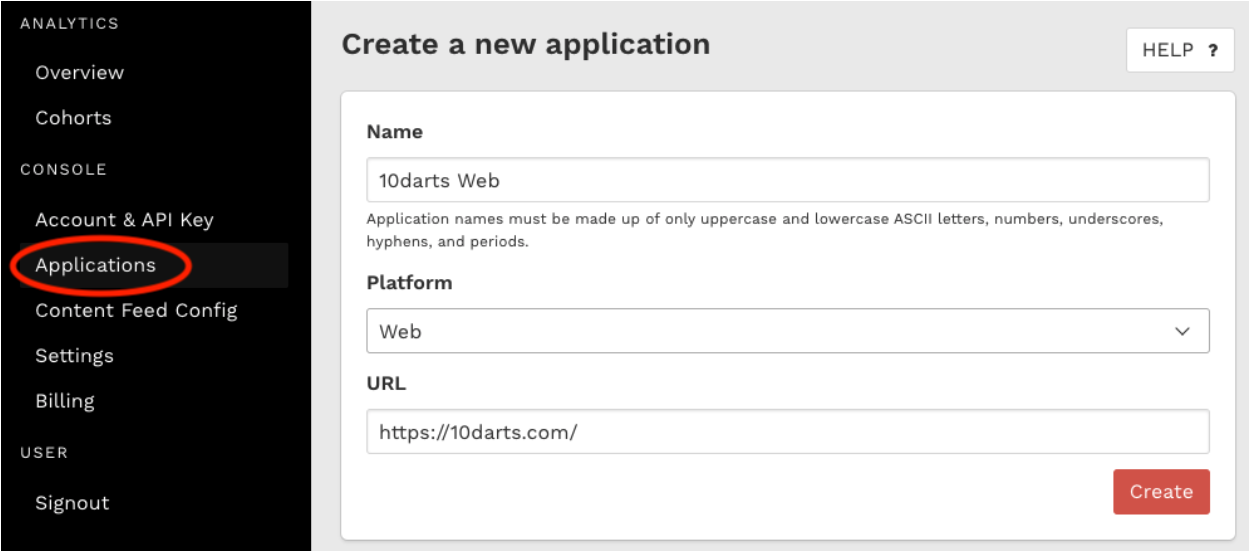 ANALYTICS
Overview
Cohorts
CONSOLE
Account & API Key
Applications
Content Feed Config
Settings
Billing
USER
Signout
Create a new application
HELP ?
Name
10darts Web
Application names must be made up of only uppercase and lowercase ASCII letters, numbers, underscores,
hyphens, and periods.
Platform
Web
URL
https://10darts.com/
Create